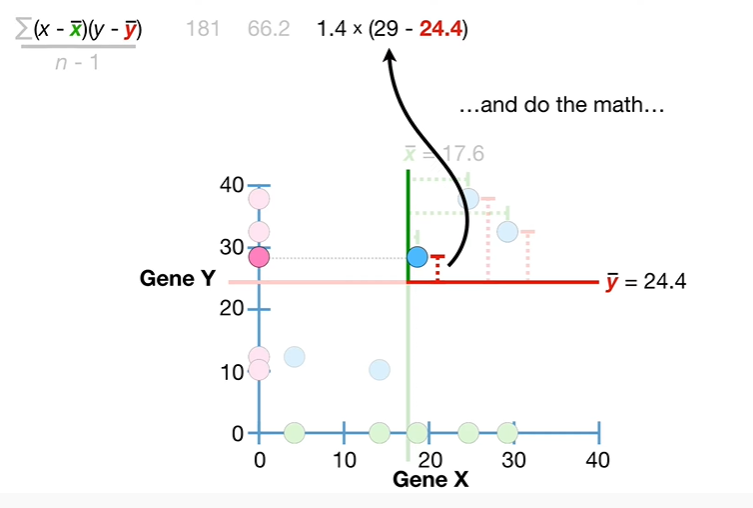 ∑(x - x̄)(y - ȳ)
n - 1
181 66.2 1.4 × (29 - 24.4)
...and do the math...
x̄ = 17.6
40
30
Gene Y
ȳ = 24.4
20
10
0
0 10 20 30 40
Gene X